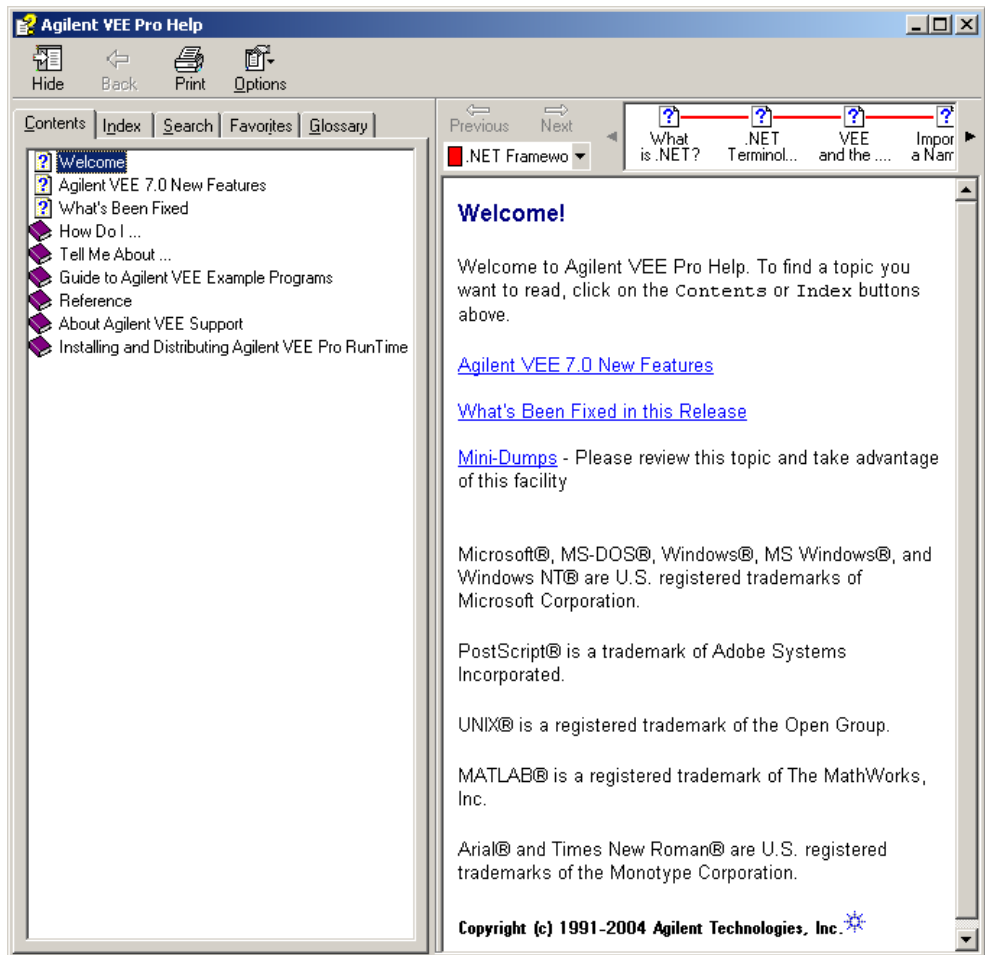 Agilent VEE Pro Help
Hide Back Print Options
Contents Index Search Favorites Glossary
Welcome
Agilent VEE 7.0 New Features
What's Been Fixed
How Do I ...
Tell Me About ...
Guide to Agilent VEE Example Programs
Reference
About Agilent VEE Support
Installing and Distributing Agilent VEE Pro RunTime
Previous Next
.NET Framewo
What
is .NET?
.NET
Terminol...
VEE
and the ....
Impor
a Nam
Welcome!
Welcome to Agilent VEE Pro Help. To find a topic you
want to read, click on the Contents or Index buttons
above.
Agilent VEE 7.0 New Features
What's Been Fixed in this Release
Mini-Dumps - Please review this topic and take advantage
of this facility
Microsoft®, MS-DOS®, Windows®, MS Windows®, and
Windows NT® are U.S. registered trademarks of
Microsoft Corporation.
PostScript® is a trademark of Adobe Systems
Incorporated.
UNIX® is a registered trademark of the Open Group.
MATLAB® is a registered trademark of The MathWorks,
Inc.
Arial® and Times New Roman® are U.S. registered
trademarks of the Monotype Corporation.
Copyright (c) 1991-2004 Agilent Technologies, Inc.